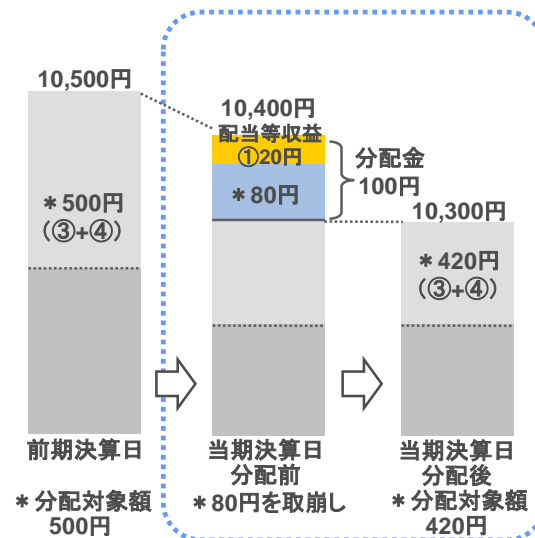 10,500円
＊500円
（③+④）
前期決算日
＊分配対象額
500円
10,400円
配当等収益
①20円
＊80円
分配金
100円
当期決算日
分配前
＊80円を取崩し
10,300円
＊420円
（③+④）
当期決算日
分配後
＊分配対象額
420円